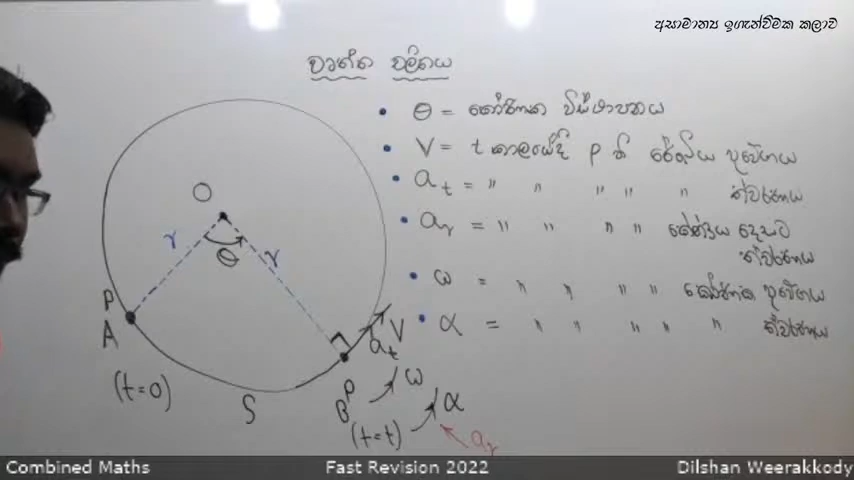 අසාමාන්‍ය ඉගැන්වීමක කලාව
වෘත්ත චලිතය
• θ = කෝණික විස්ථාපනය
• V = t කාලයේදී P හි රේඛීය ප්‍රවේගය
• aₜ = " " " " " ත්වරණය
• aᵣ = " " " " කේන්ද්‍රය දෙසට ත්වරණය
• ω = " " " " කෝණික ප්‍රවේගය
• α = " " " " " ත්වරණය
O
r
θ
r
P
A
(t=0)
S
V
aₜ
P
B
ω
(t=t)
α
aᵣ
Combined Maths
Fast Revision 2022
Dilshan Weerakkody